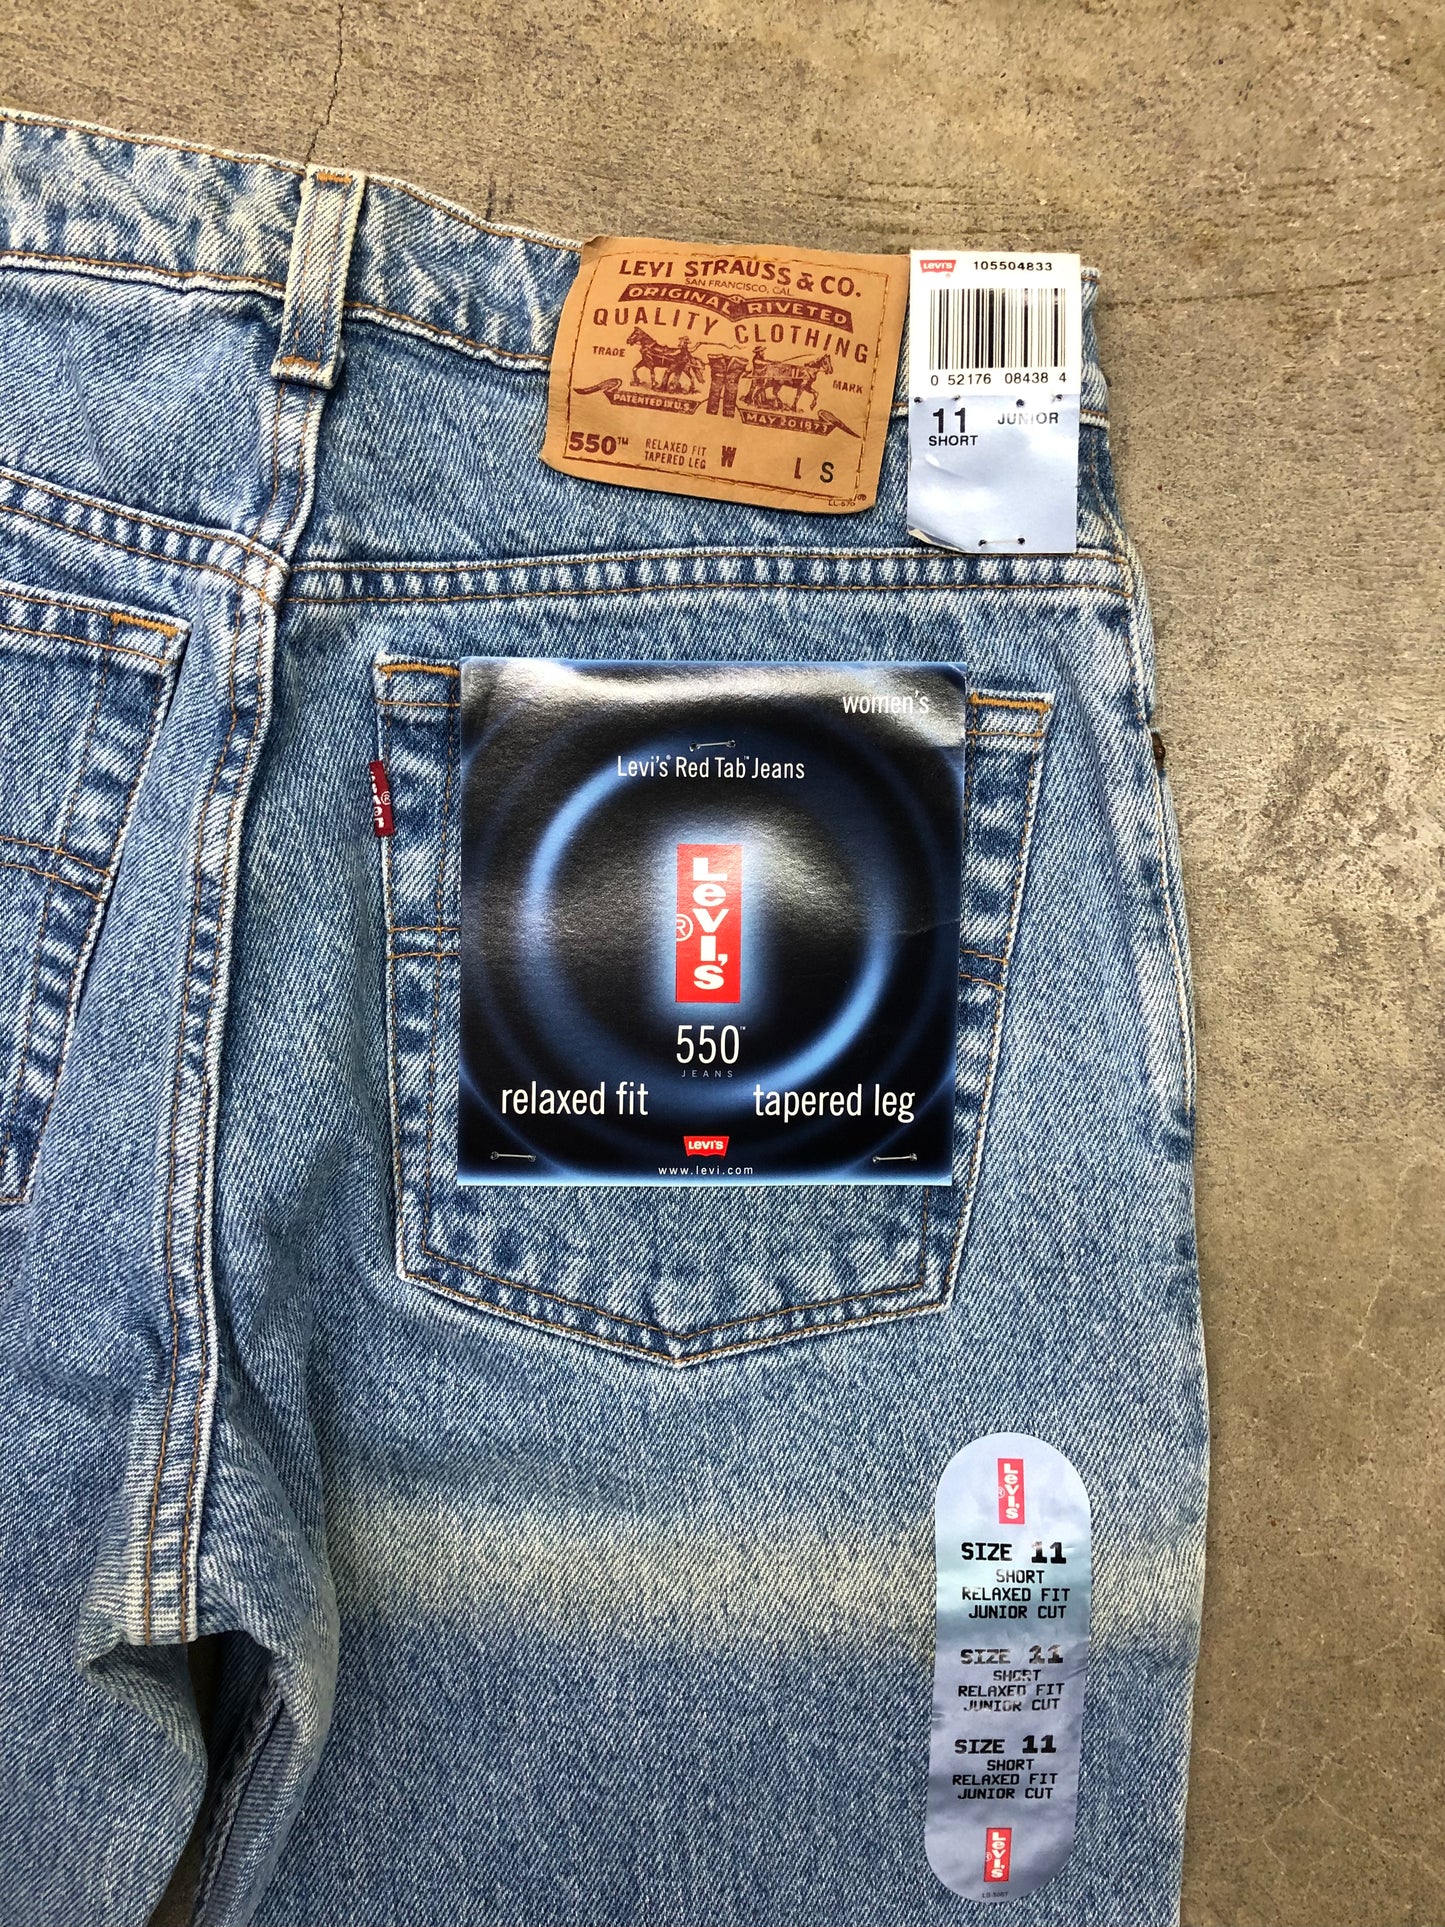 LEVI STRAUSS & CO.
SAN FRANCISCO, CAL
ORIGINAL RIVETED
QUALITY CLOTHING
TRADE MARK
PATENTED IN U.S. MAY 20 1873
550™ RELAXED FIT
TAPERED LEG W L S
Levi's 105504833
0 52176 08438 4
11 JUNIOR
SHORT
women's
Levi's® Red Tab™ Jeans
Levi's ®
Levi's ®
550™
JEANS
relaxed fit tapered leg
Levi's
www.levi.com
Levi's ®
SIZE 11
SHORT
RELAXED FIT
JUNIOR CUT
SIZE 11
SHORT
RELAXED FIT
JUNIOR CUT
SIZE 11
SHORT
RELAXED FIT
JUNIOR CUT
Levi's ®